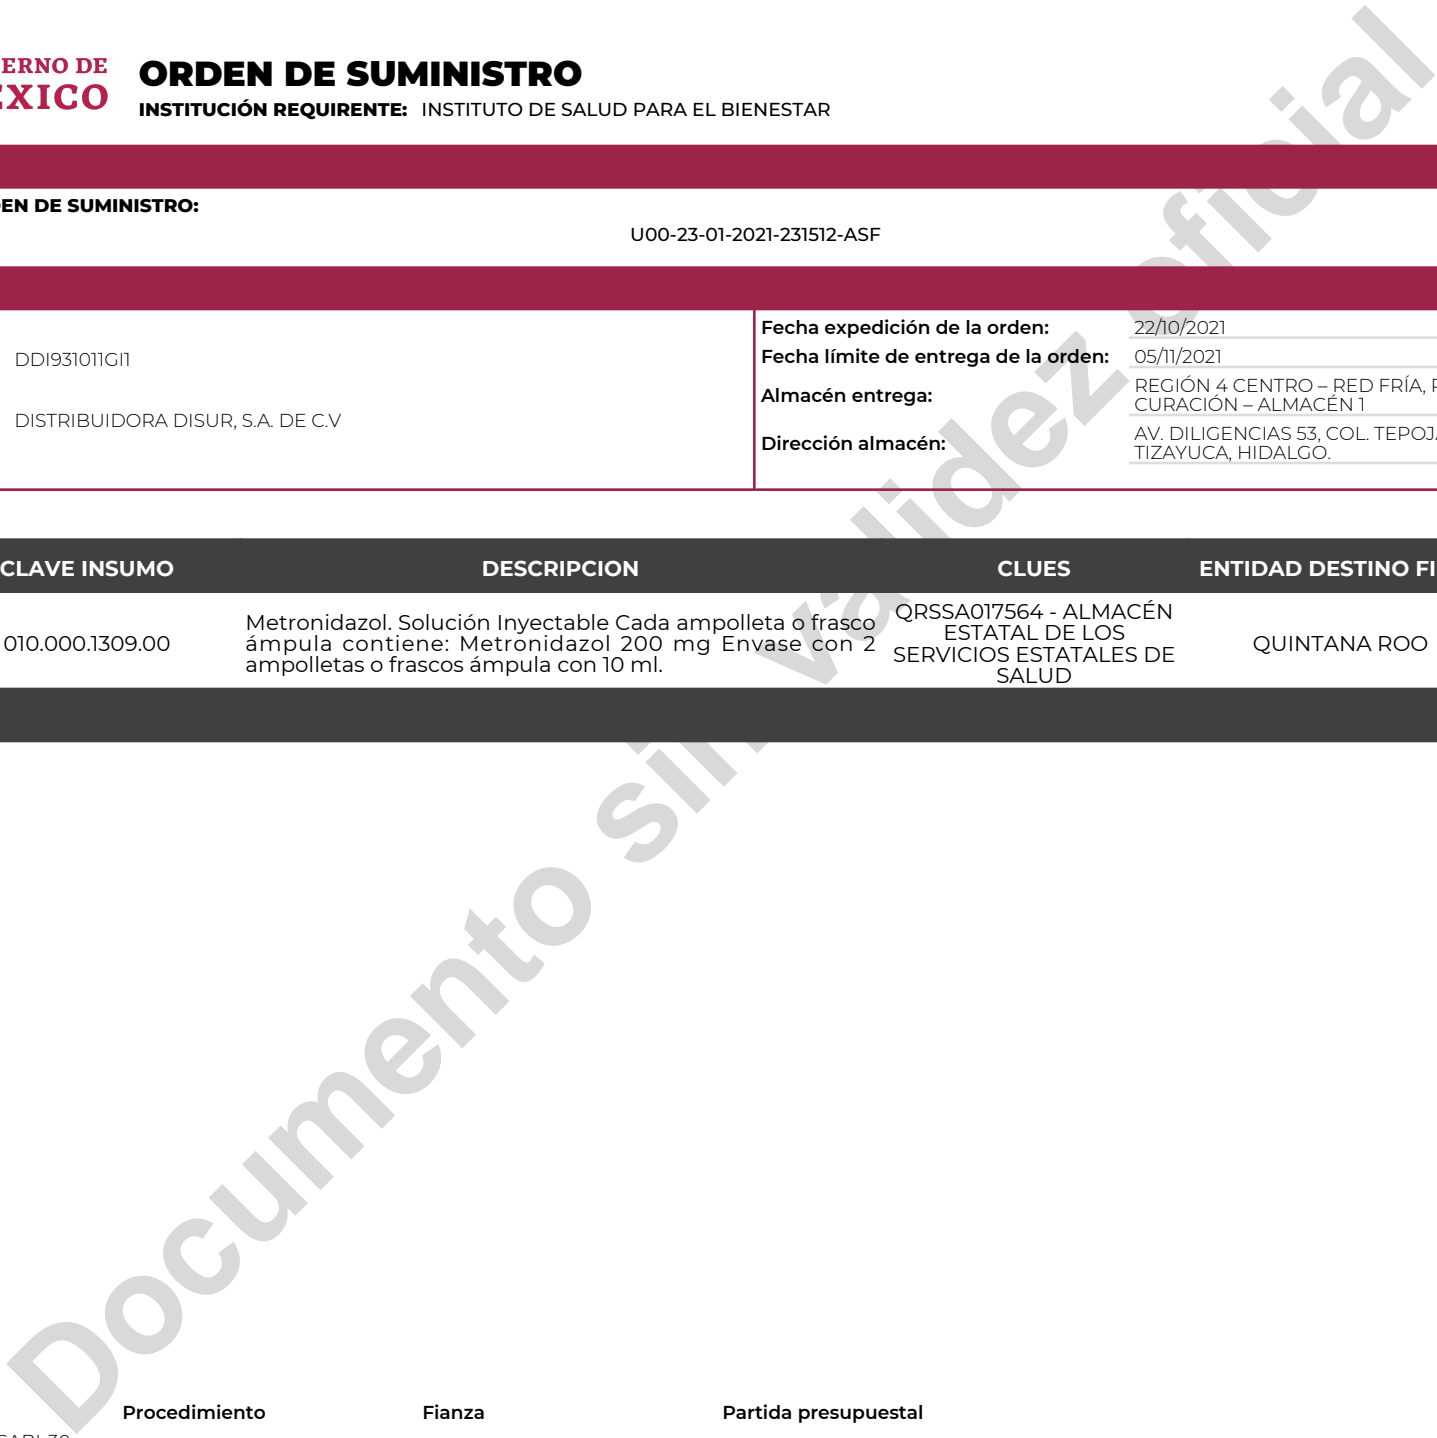 ERNO DE
EXICO
ORDEN DE SUMINISTRO
INSTITUCIÓN REQUIRENTE: INSTITUTO DE SALUD PARA EL BIENESTAR
EN DE SUMINISTRO:
U00-23-01-2021-231512-ASF
DDI931011GI1
DISTRIBUIDORA DISUR, S.A. DE C.V
Fecha expedición de la orden: 22/10/2021
Fecha límite de entrega de la orden: 05/11/2021
Almacén entrega: REGIÓN 4 CENTRO – RED FRÍA,
CURACIÓN – ALMACÉN 1
Dirección almacén: AV. DILIGENCIAS 53, COL. TEPOJ
TIZAYUCA, HIDALGO.
CLAVE INSUMO DESCRIPCION CLUES ENTIDAD DESTINO FI
010.000.1309.00
Metronidazol. Solución Inyectable Cada ampolleta o frasco
ámpula contiene: Metronidazol 200 mg Envase con 2
ampolletas o frascos ámpula con 10 ml.
QRSSA017564 - ALMACÉN
ESTATAL DE LOS
SERVICIOS ESTATALES DE
SALUD
QUINTANA ROO
Documento sin validez oficial
Procedimiento Fianza Partida presupuestal